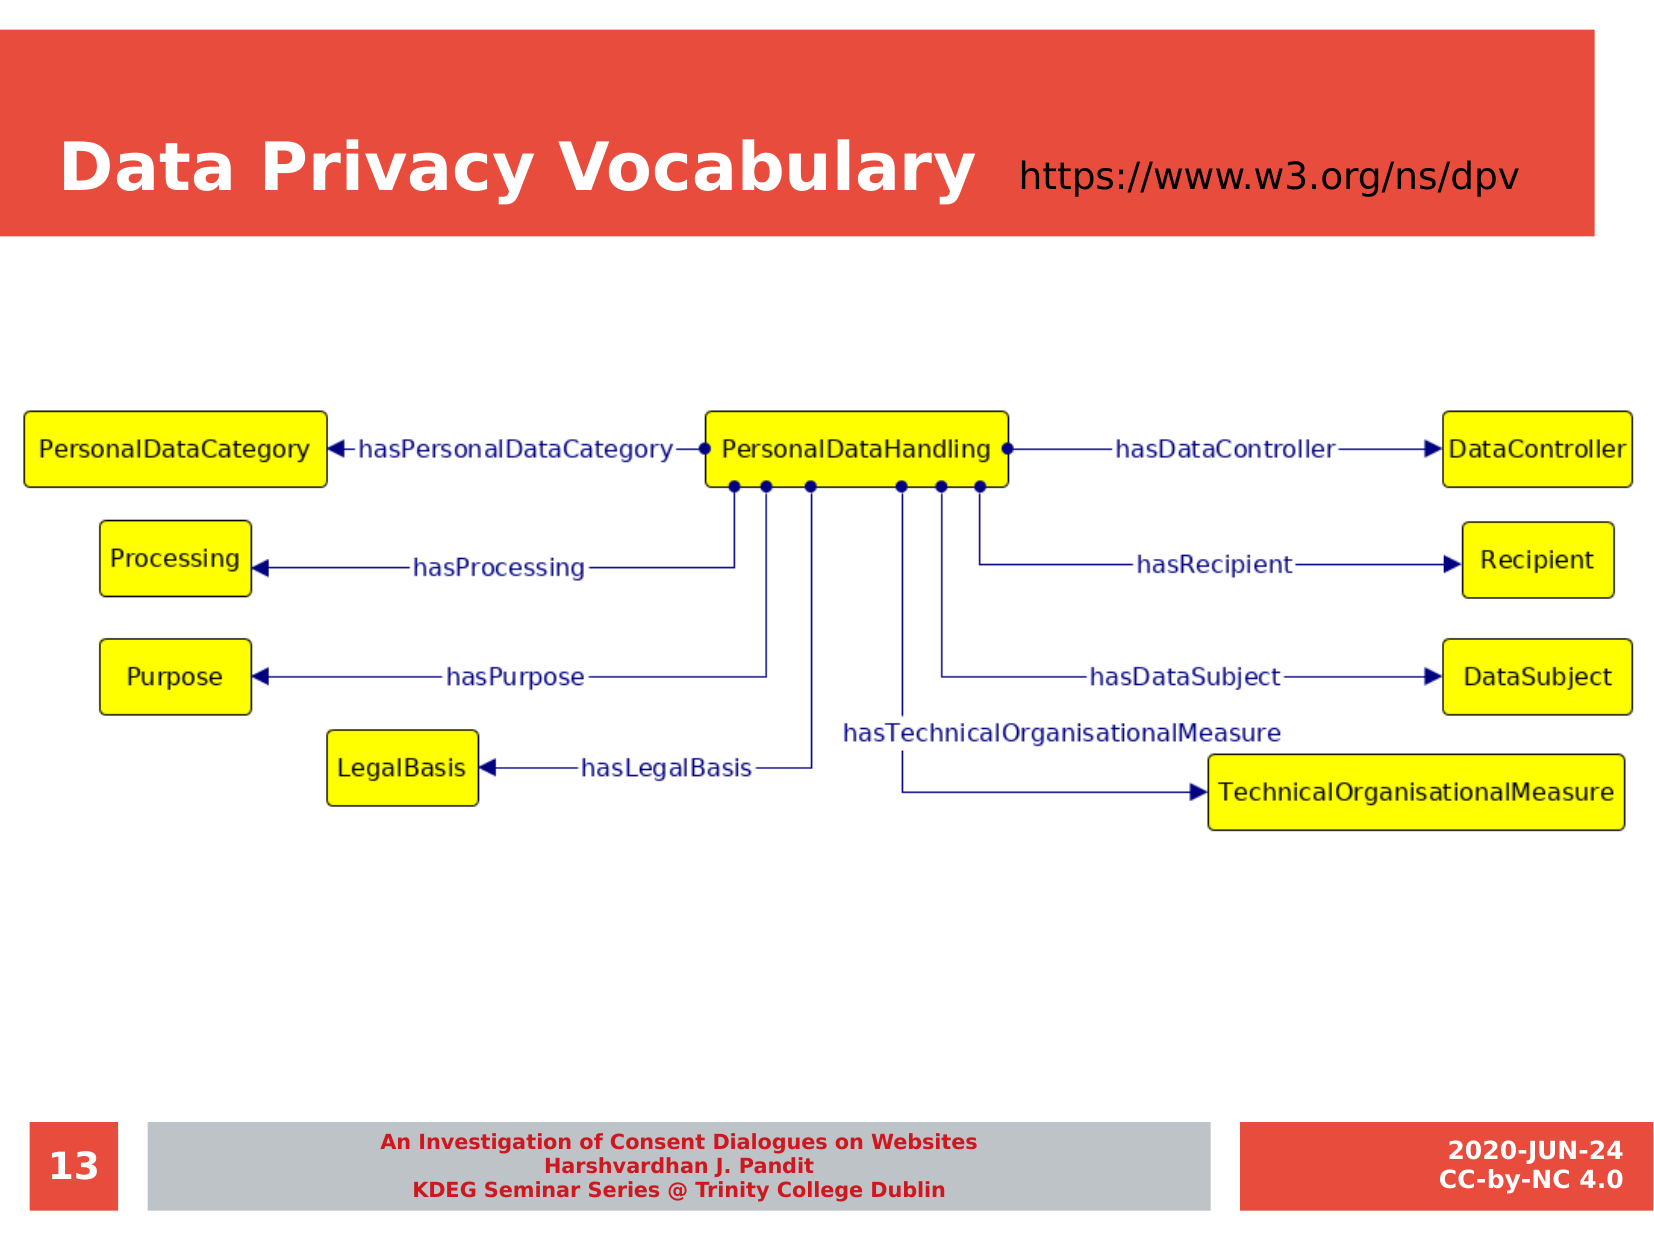 Data Privacy Vocabulary https://www.w3.org/ns/dpv
PersonalDataCategory hasPersonalDataCategory PersonalDataHandling hasDataController DataController
Processing hasProcessing hasRecipient Recipient
Purpose hasPurpose hasDataSubject DataSubject
hasTechnicalOrganisationalMeasure
LegalBasis hasLegalBasis TechnicalOrganisationalMeasure
13
An Investigation of Consent Dialogues on Websites
Harshvardhan J. Pandit
KDEG Seminar Series @ Trinity College Dublin
2020-JUN-24
CC-by-NC 4.0